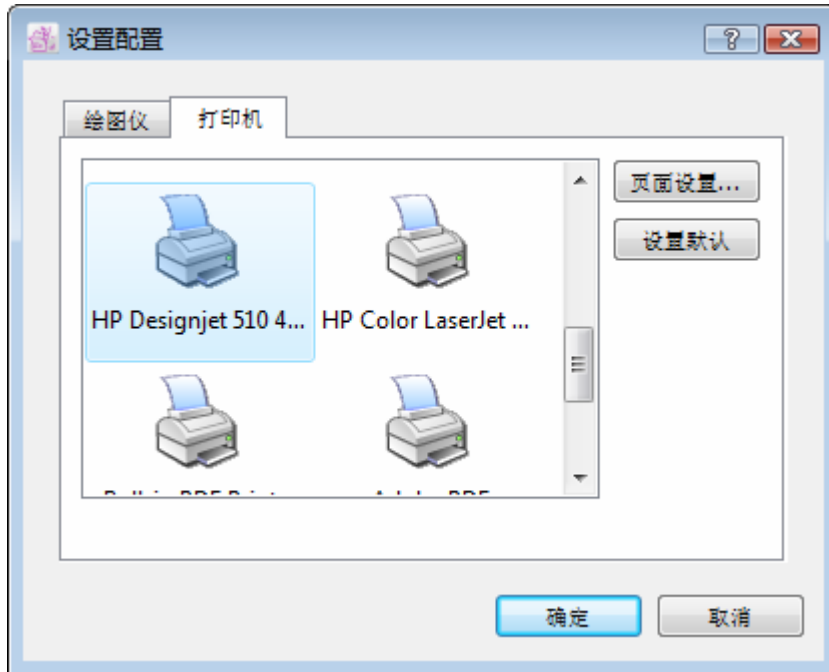 设置配置
绘图仪
打印机
页面设置...
设置默认
HP Designjet 510 4...
HP Color LaserJet ...
确定
取消